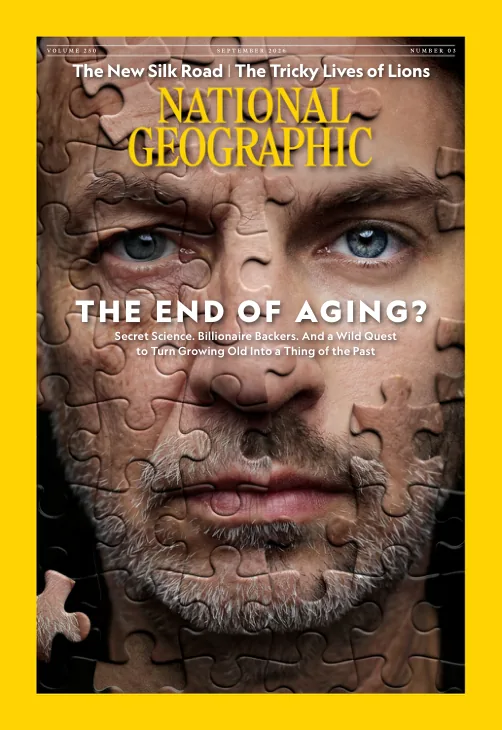 VOLUME 250 SEPTEMBER 2026 NUMBER 03
The New Silk Road | The Tricky Lives of Lions
NATIONAL
GEOGRAPHIC
THE END OF AGING?
Secret Science. Billionaire Backers. And a Wild Quest
to Turn Growing Old Into a Thing of the Past